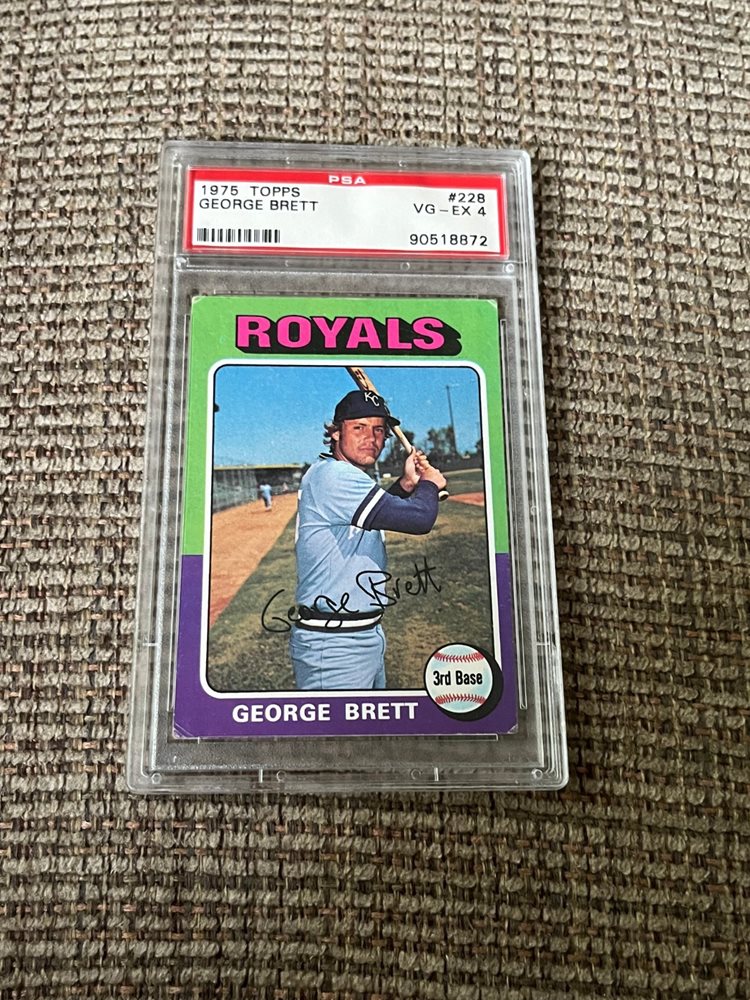 PSA
1975 TOPPS #228
GEORGE BRETT VG-EX 4
90518872
ROYALS
KC
George Brett
3rd Base
GEORGE BRETT